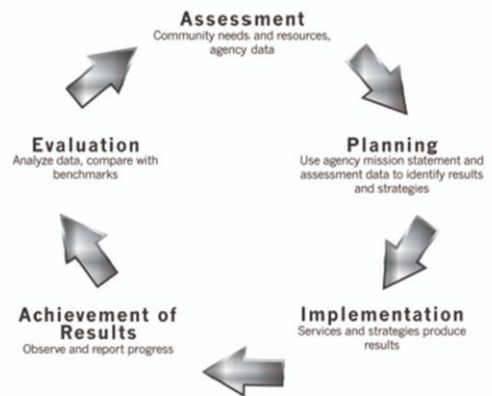 Assessment
Community needs and resources,
agency data
Evaluation
Analyze data, compare with
benchmarks
Planning
Use agency mission statement and
assessment data to identify results
and strategies
Achievement of
Results
Observe and report progress
Implementation
Services and strategies produce
results